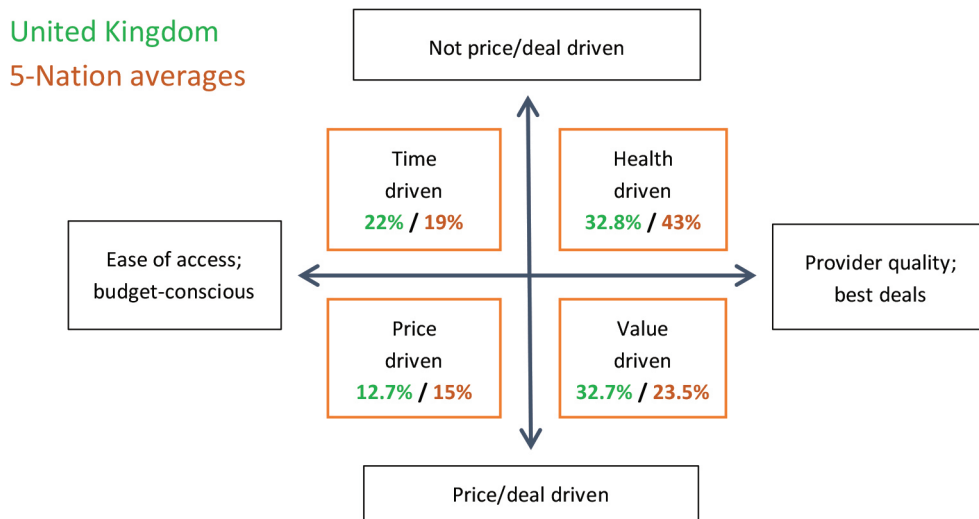 United Kingdom
5-Nation averages
Not price/deal driven
Time
driven
22% / 19%
Health
driven
32.8% / 43%
Ease of access;
budget-conscious
Provider quality;
best deals
Price
driven
12.7% / 15%
Value
driven
32.7% / 23.5%
Price/deal driven